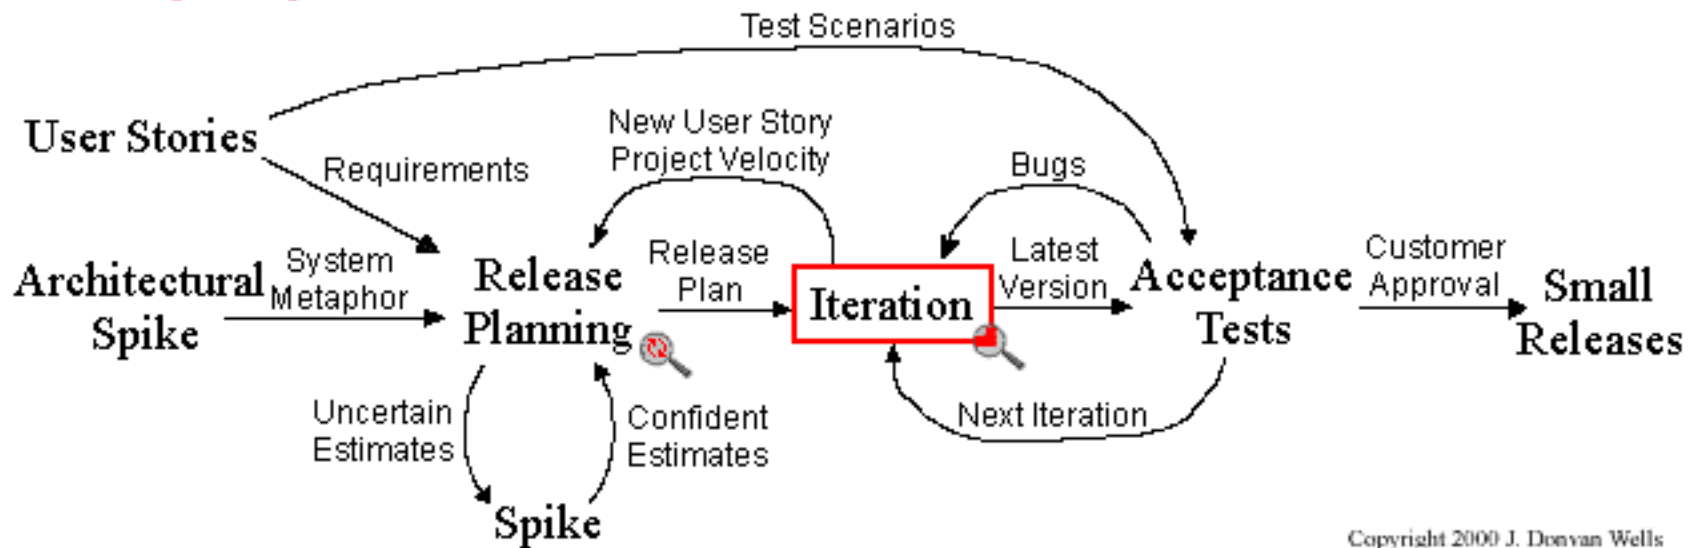 Test Scenarios
User Stories
New User Story
Project Velocity
Bugs
Requirements
Architectural
Spike
System
Metaphor
Release
Planning
Release
Plan
Iteration
Latest
Version
Acceptance
Tests
Customer
Approval
Small
Releases
Uncertain
Estimates
Confident
Estimates
Next Iteration
Spike
Copyright 2000 J. Donvan Wells